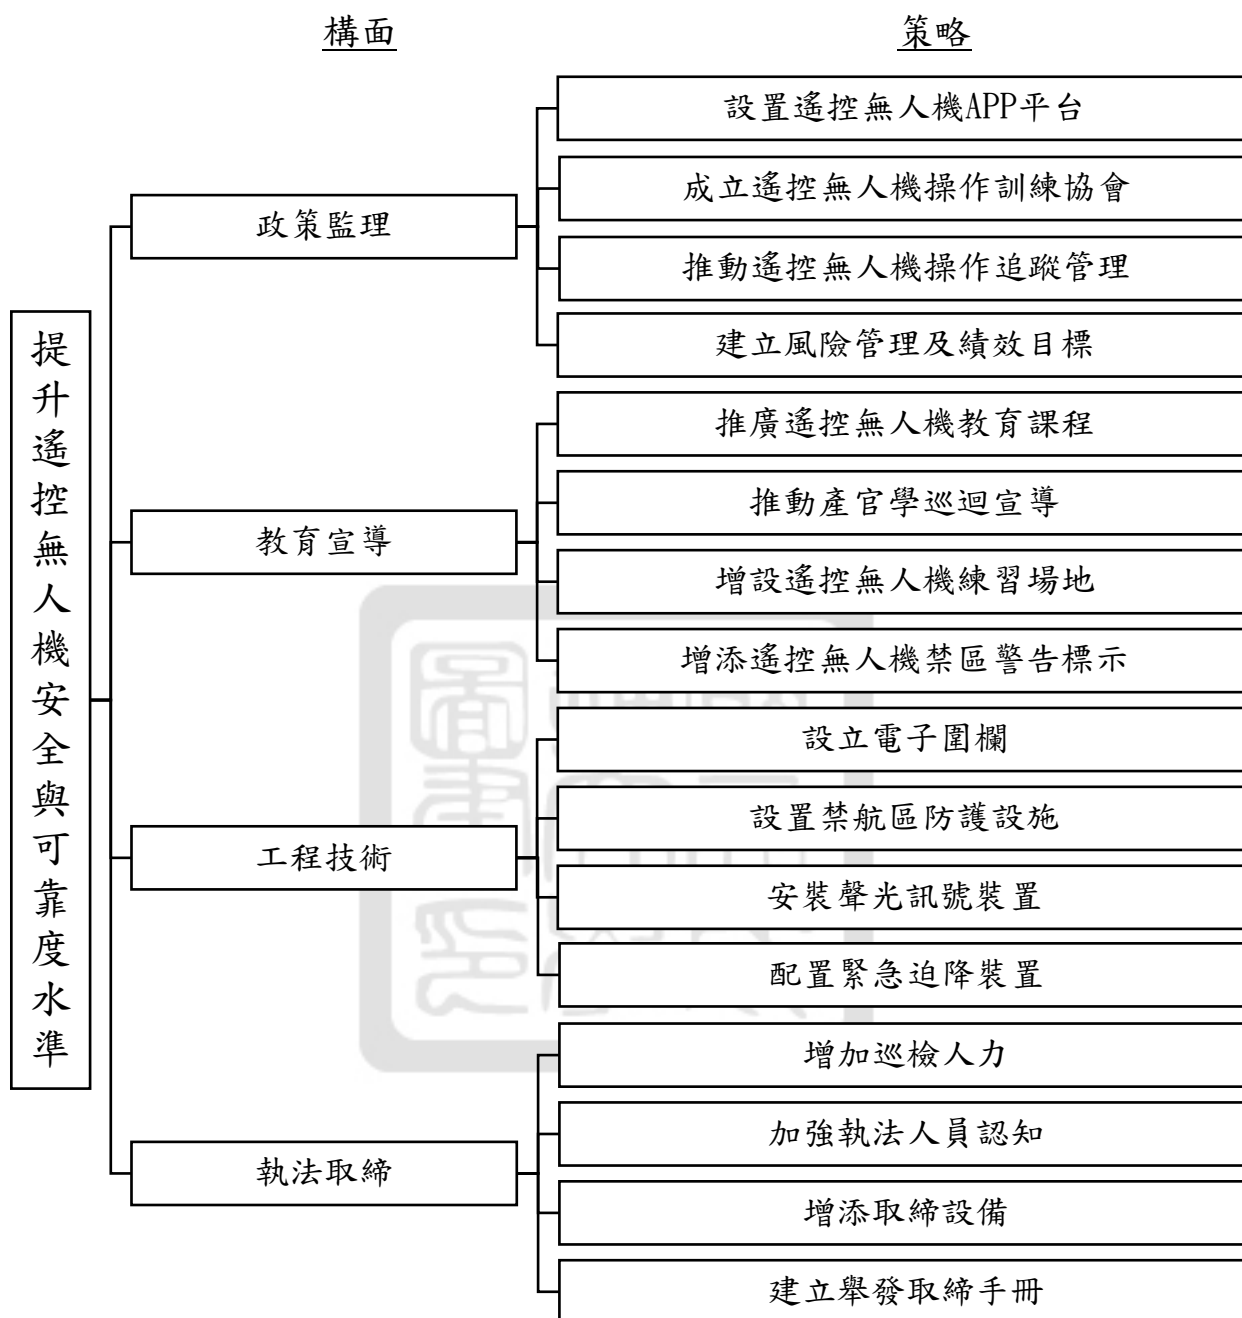 構面
策略
提升遙控無人機安全與可靠度水準
政策監理
設置遙控無人機APP平台
成立遙控無人機操作訓練協會
推動遙控無人機操作追蹤管理
建立風險管理及績效目標
教育宣導
推廣遙控無人機教育課程
推動產官學巡迴宣導
增設遙控無人機練習場地
增添遙控無人機禁區警告標示
工程技術
設立電子圍欄
設置禁航區防護設施
安裝聲光訊號裝置
配置緊急迫降裝置
執法取締
增加巡檢人力
加強執法人員認知
增添取締設備
建立舉發取締手冊